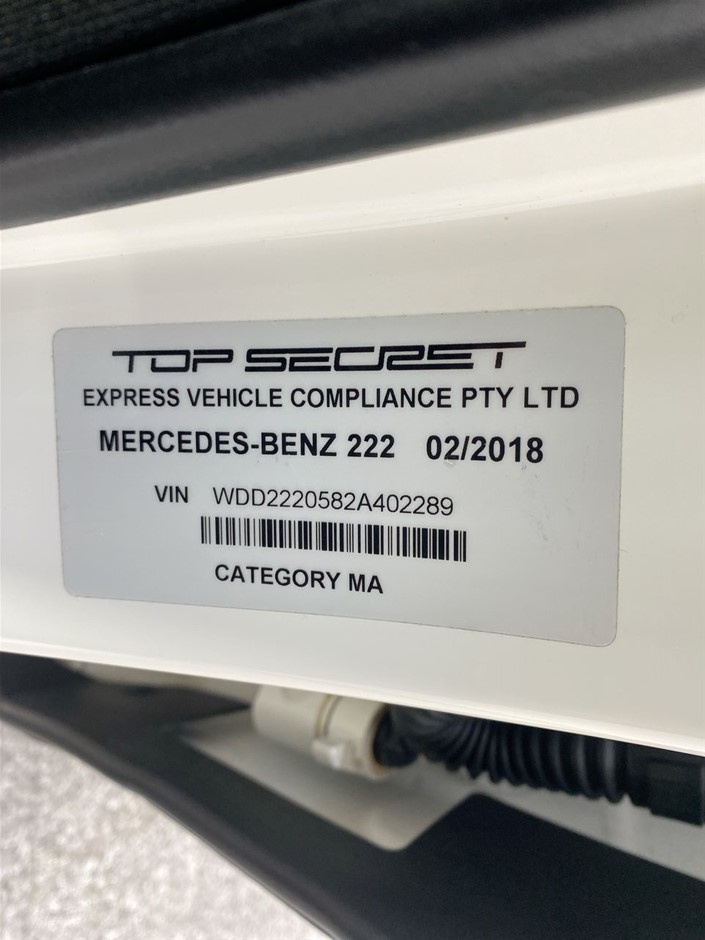 TOP SECRET
EXPRESS VEHICLE COMPLIANCE PTY LTD
MERCEDES-BENZ 222 02/2018
VIN WDD2220582A402289
CATEGORY MA